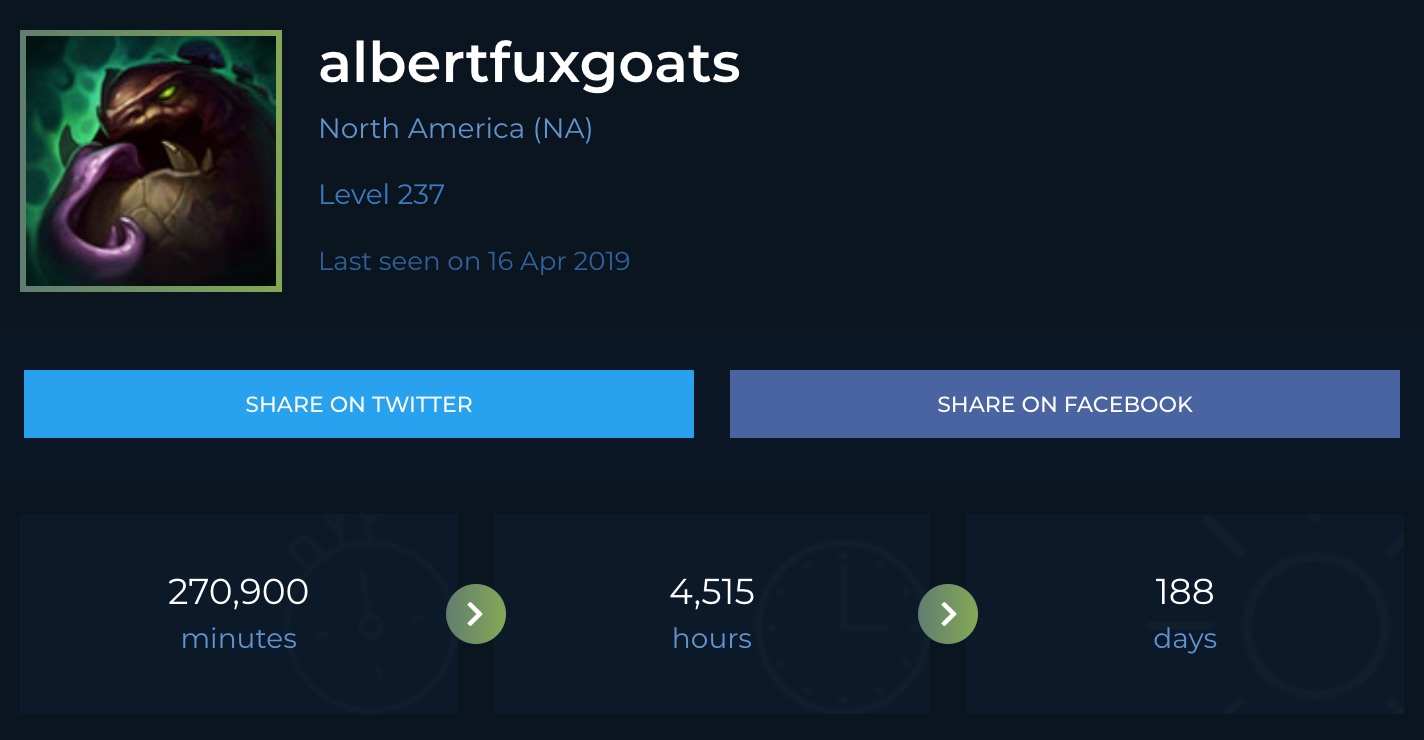 albertfuxgoats
North America (NA)
Level 237
Last seen on 16 Apr 2019
SHARE ON TWITTER
SHARE ON FACEBOOK
270,900
minutes
4,515
hours
188
days